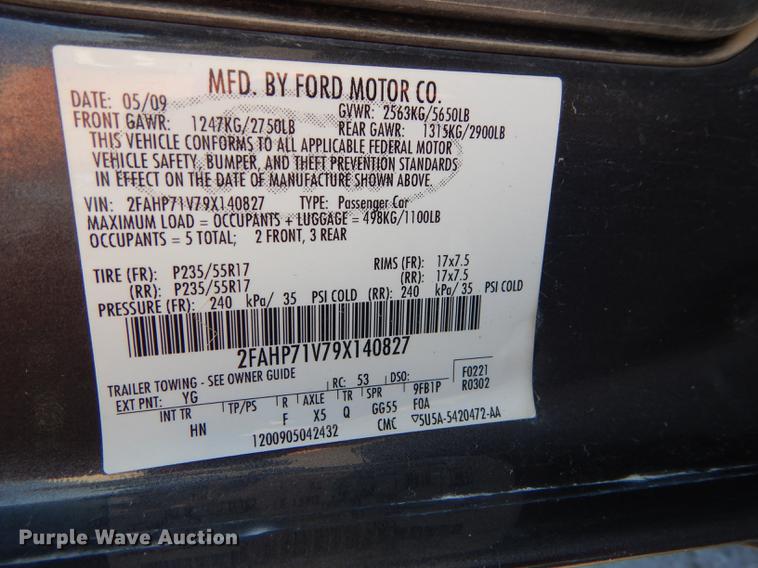 MFD. BY FORD MOTOR CO.
DATE: 05/09 GVWR: 2563KG/5650LB
FRONT GAWR: 1247KG/2750LB REAR GAWR: 1315KG/2900LB
THIS VEHICLE CONFORMS TO ALL APPLICABLE FEDERAL MOTOR
VEHICLE SAFETY, BUMPER, AND THEFT PREVENTION STANDARDS
IN EFFECT ON THE DATE OF MANUFACTURE SHOWN ABOVE.
VIN: 2FAHP71V79X140827 TYPE: Passenger Car
MAXIMUM LOAD = OCCUPANTS + LUGGAGE = 498KG/1100LB
OCCUPANTS = 5 TOTAL; 2 FRONT, 3 REAR
TIRE (FR): P235/55R17 RIMS (FR): 17x7.5
(RR): P235/55R17 (RR): 17x7.5
PRESSURE (FR): 240 kPa/ 35 PSI COLD (RR): 240 kPa/ 35 PSI COLD
2FAHP71V79X140827
TRAILER TOWING - SEE OWNER GUIDE
EXT PNT: YG RC: 53 DSO: F0221
INT TR TP/PS R AXLE TR SPR 9FB1P R0302
HN F X5 Q GG55 FOA
1200905042432 CMC ▽5U5A-5420472-AA
Purple Wave Auction